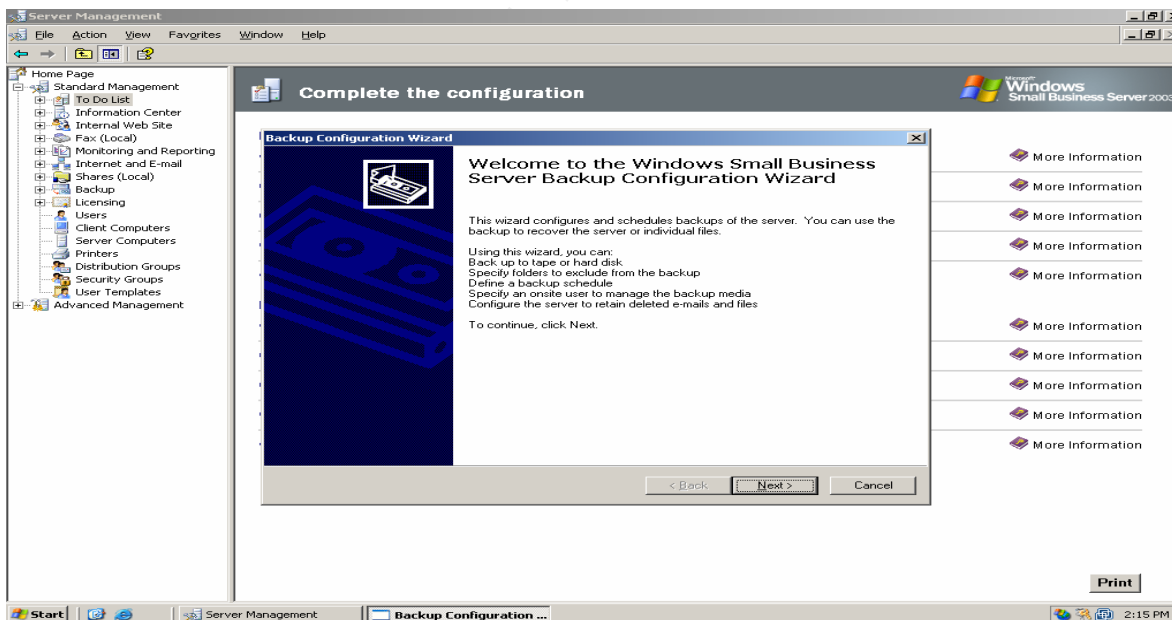 Server Management
File Action View Favorites Window Help
Home Page
Standard Management
To Do List
Information Center
Internal Web Site
Fax (Local)
Monitoring and Reporting
Internet and E-mail
Shares (Local)
Backup
Licensing
Users
Client Computers
Server Computers
Printers
Distribution Groups
Security Groups
User Templates
Advanced Management
Complete the configuration
Microsoft
Windows
Small Business Server 2003
Backup Configuration Wizard
Welcome to the Windows Small Business
Server Backup Configuration Wizard
This wizard configures and schedules backups of the server. You can use the
backup to recover the server or individual files.
Using this wizard, you can:
Back up to tape or hard disk
Specify folders to exclude from the backup
Define a backup schedule
Specify an onsite user to manage the backup media
Configure the server to retain deleted e-mails and files
To continue, click Next.
< Back Next > Cancel
More Information
More Information
More Information
More Information
More Information
More Information
More Information
More Information
More Information
More Information
Print
Start Server Management Backup Configuration ... 2:15 PM